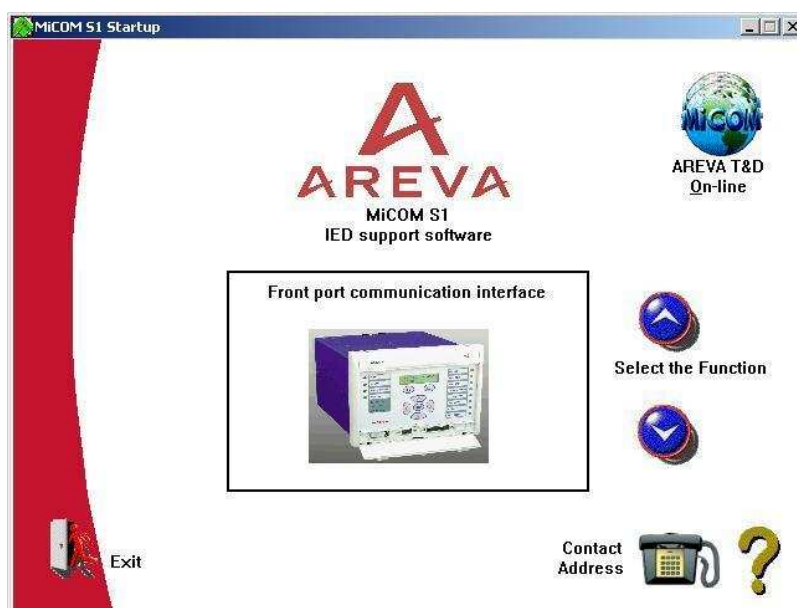 MiCOM S1 Startup
AREVA
MiCOM S1
IED support software
MiCOM
AREVA T&D
On-line
Front port communication interface
Select the Function
Exit
Contact
Address
?